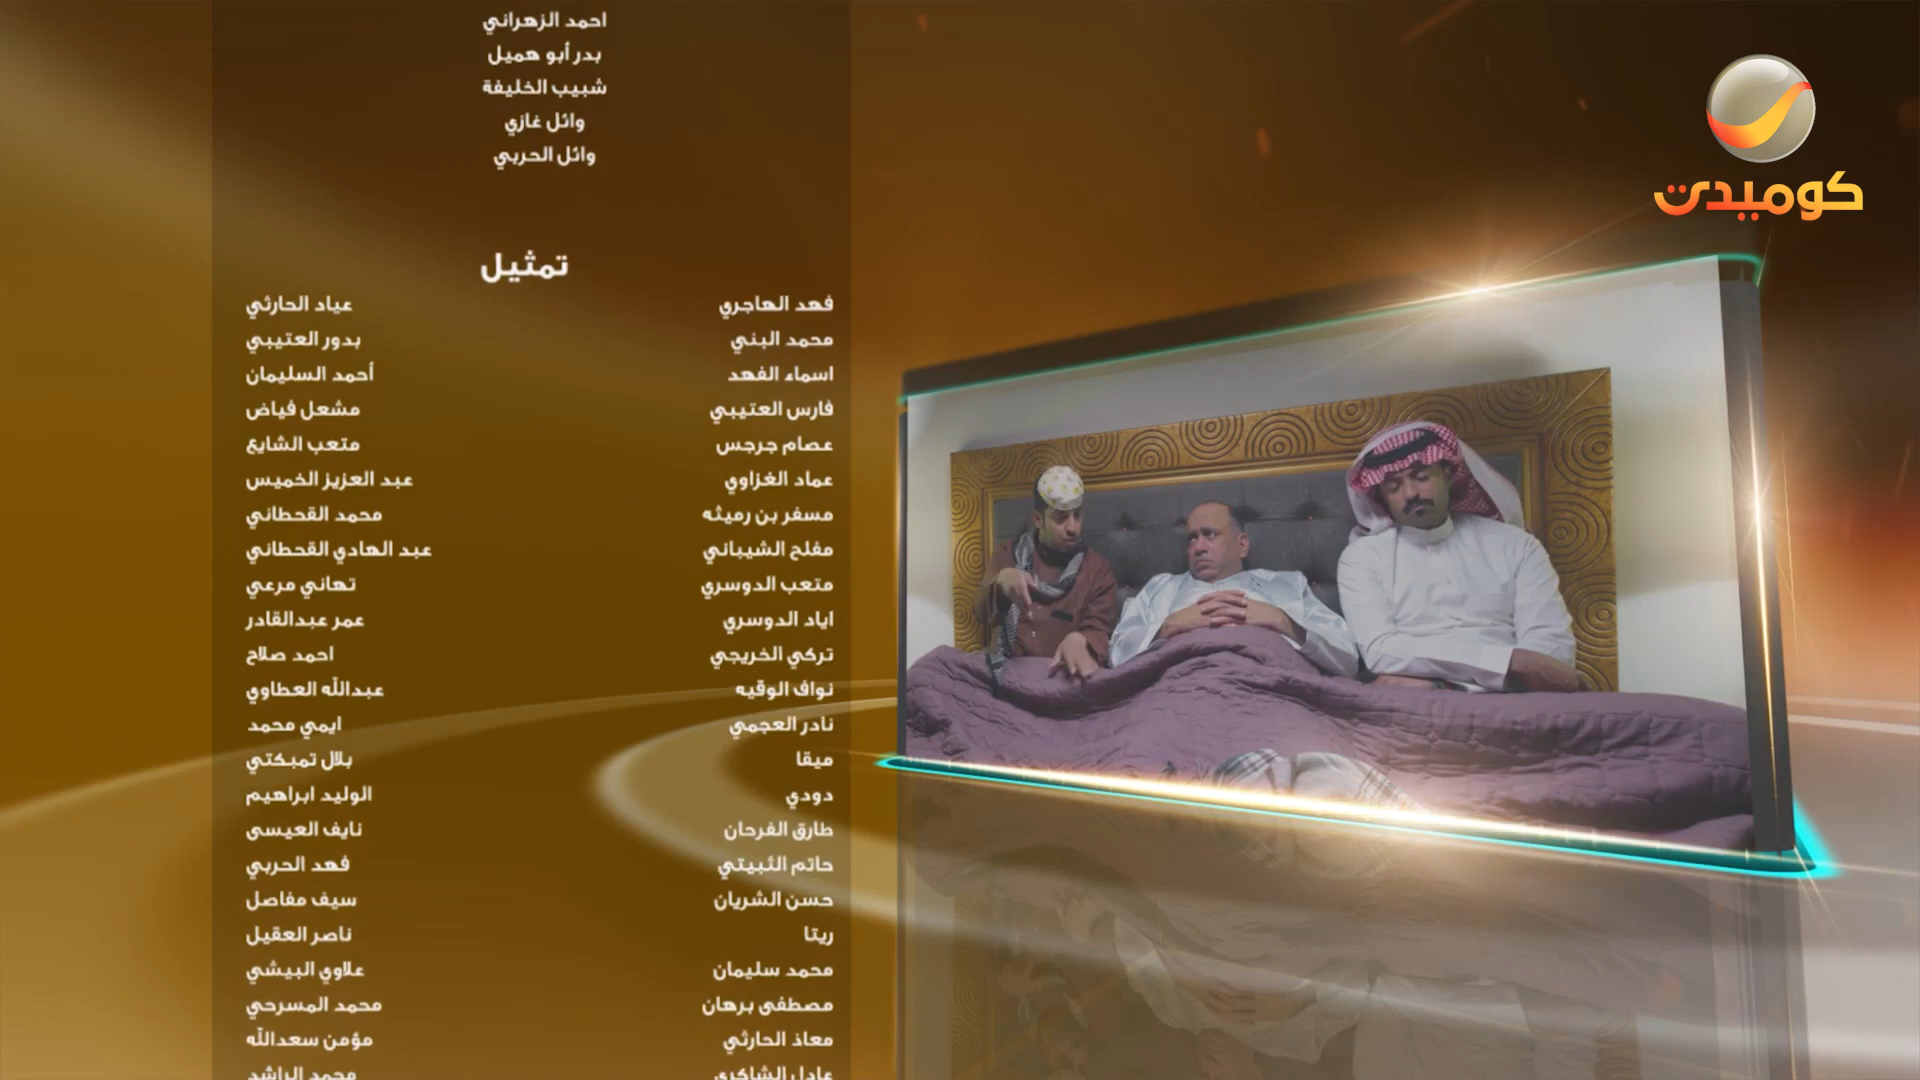 احمد الزهراني
بدر أبو هميل
شبيب الخليفة
وائل غازي
وائل الحربي
كوميدي
تمثيل
فهد الهاجري عياد الحارثي
محمد البني بدور العتيبي
اسماء الفهد أحمد السليمان
فارس العتيبي مشعل فياض
عصام جرجس متعب الشايع
عماد الغزاوي عبد العزيز الخميس
مسفر بن رميثه محمد القحطاني
مفلح الشيباني عبد الهادي القحطاني
متعب الدوسري تهاني مرعي
اياد الدوسري عمر عبدالقادر
تركي الخريجي احمد صلاح
نواف الوقيه عبدالله العطاوي
نادر العجمي ايمي محمد
ميقا بلال تمبكتي
دودي الوليد ابراهيم
طارق الفرحان نايف العيسى
حاتم الثبيتي فهد الحربي
حسن الشريان سيف مفاصل
ريتا ناصر العقيل
محمد سليمان علاوي البيشي
مصطفى برهان محمد المسرحي
معاذ الحارثي مؤمن سعدالله
عادل الشاكري محمد الراشد